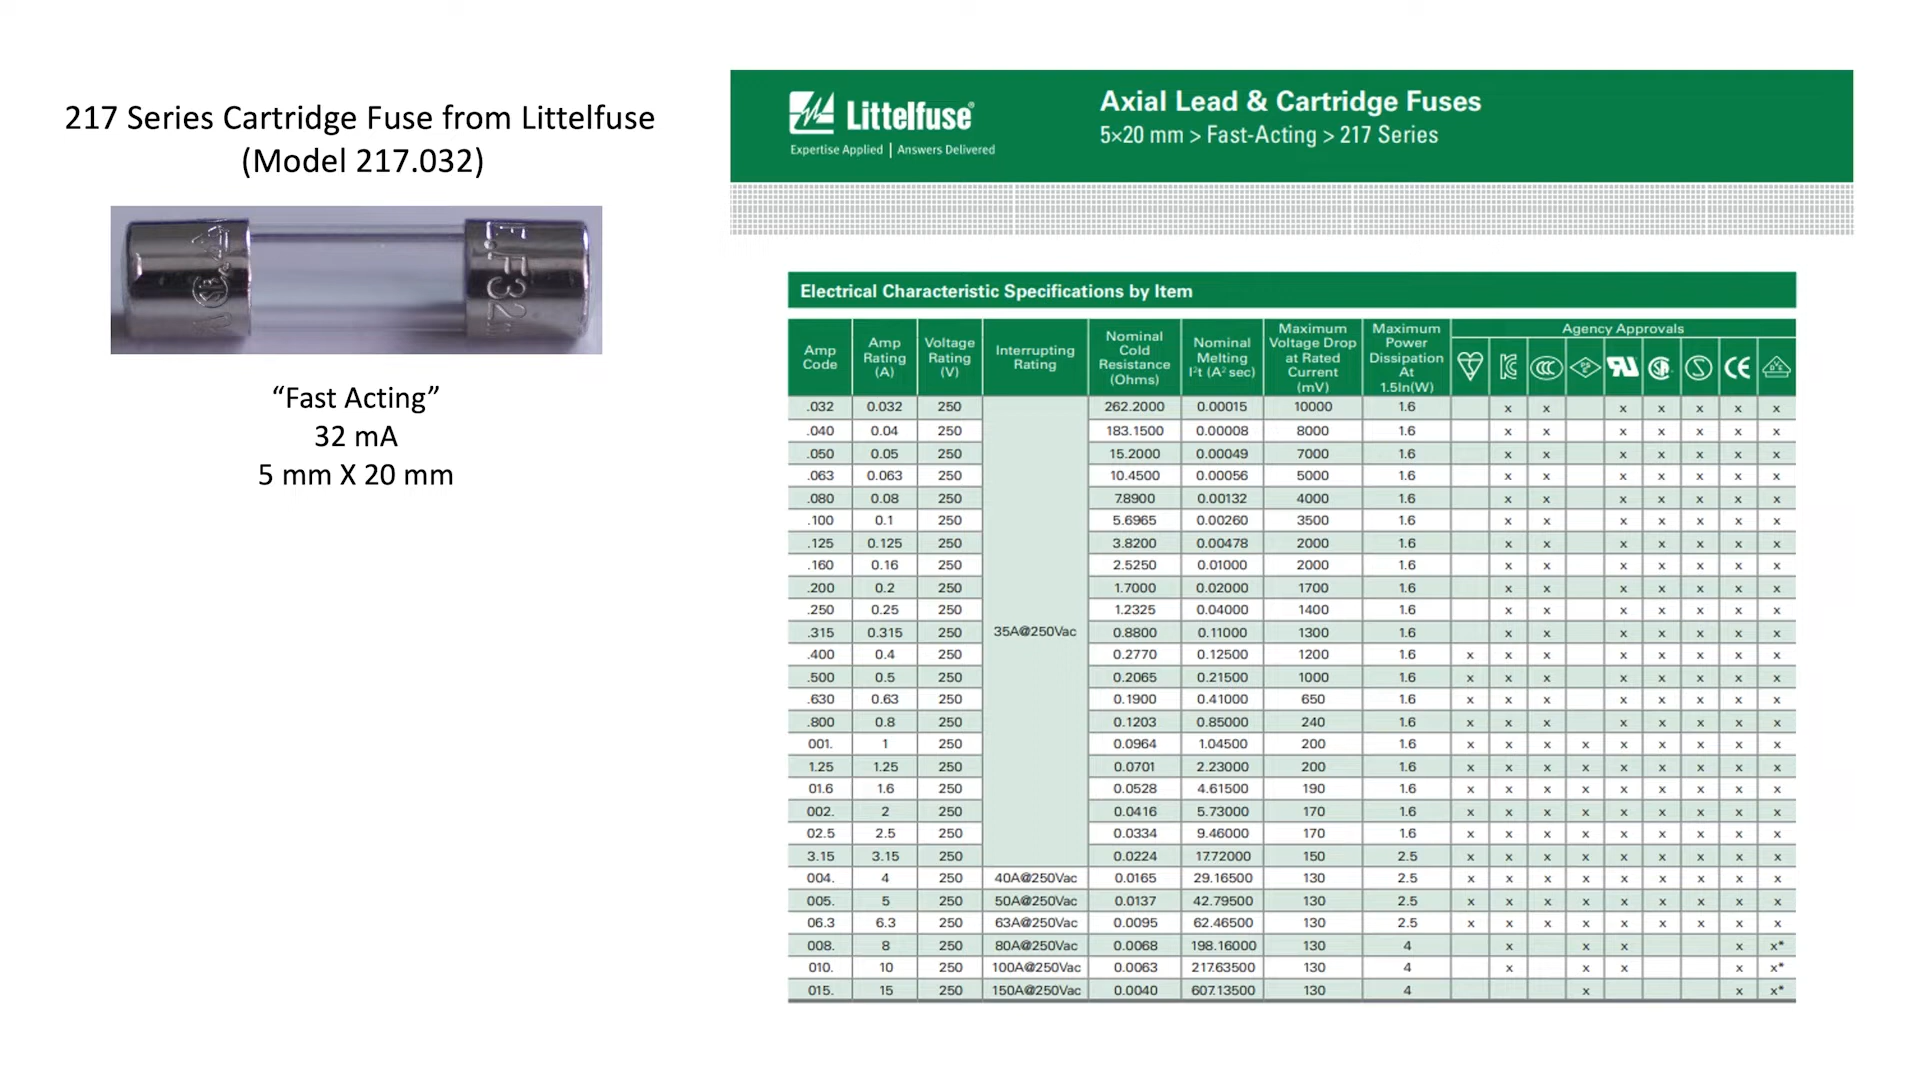 217 Series Cartridge Fuse from Littelfuse
(Model 217.032)
E.F32
"Fast Acting"
32 mA
5 mm X 20 mm
Littelfuse®
Expertise Applied | Answers Delivered
Axial Lead & Cartridge Fuses
5×20 mm > Fast-Acting > 217 Series
Electrical Characteristic Specifications by Item
Amp Code | Amp Rating (A) | Voltage Rating (V) | Interrupting Rating | Nominal Cold Resistance (Ohms) | Nominal Melting I²t (A² sec) | Maximum Voltage Drop at Rated Current (mV) | Maximum Power Dissipation At 1.5In(W) | Agency Approvals
.032 0.032 250 262.2000 0.00015 10000 1.6 x x x x x x x
.040 0.04 250 183.1500 0.00008 8000 1.6 x x x x x x x
.050 0.05 250 15.2000 0.00049 7000 1.6 x x x x x x x
.063 0.063 250 10.4500 0.00056 5000 1.6 x x x x x x x
.080 0.08 250 7.8900 0.00132 4000 1.6 x x x x x x x
.100 0.1 250 5.6965 0.00260 3500 1.6 x x x x x x x
.125 0.125 250 3.8200 0.00478 2000 1.6 x x x x x x x
.160 0.16 250 2.5250 0.01000 2000 1.6 x x x x x x x
.200 0.2 250 1.7000 0.02000 1700 1.6 x x x x x x x
.250 0.25 250 1.2325 0.04000 1400 1.6 x x x x x x x
.315 0.315 250 35A@250Vac 0.8800 0.11000 1300 1.6 x x x x x x x
.400 0.4 250 0.2770 0.12500 1200 1.6 x x x x x x x x
.500 0.5 250 0.2065 0.21500 1000 1.6 x x x x x x x x
.630 0.63 250 0.1900 0.41000 650 1.6 x x x x x x x x
.800 0.8 250 0.1203 0.85000 240 1.6 x x x x x x x x
001. 1 250 0.0964 1.04500 200 1.6 x x x x x x x x x
1.25 1.25 250 0.0701 2.23000 200 1.6 x x x x x x x x x
01.6 1.6 250 0.0528 4.61500 190 1.6 x x x x x x x x x
002. 2 250 0.0416 5.73000 170 1.6 x x x x x x x x x
02.5 2.5 250 0.0334 9.46000 170 1.6 x x x x x x x x x
3.15 3.15 250 0.0224 17.72000 150 2.5 x x x x x x x x x
004. 4 250 40A@250Vac 0.0165 29.16500 130 2.5 x x x x x x x x x
005. 5 250 50A@250Vac 0.0137 42.79500 130 2.5 x x x x x x x x x
06.3 6.3 250 63A@250Vac 0.0095 62.46500 130 2.5 x x x x x x x x x
008. 8 250 80A@250Vac 0.0068 198.16000 130 4 x x x x x*
010. 10 250 100A@250Vac 0.0063 217.63500 130 4 x x x x x*
015. 15 250 150A@250Vac 0.0040 607.13500 130 4 x x x*